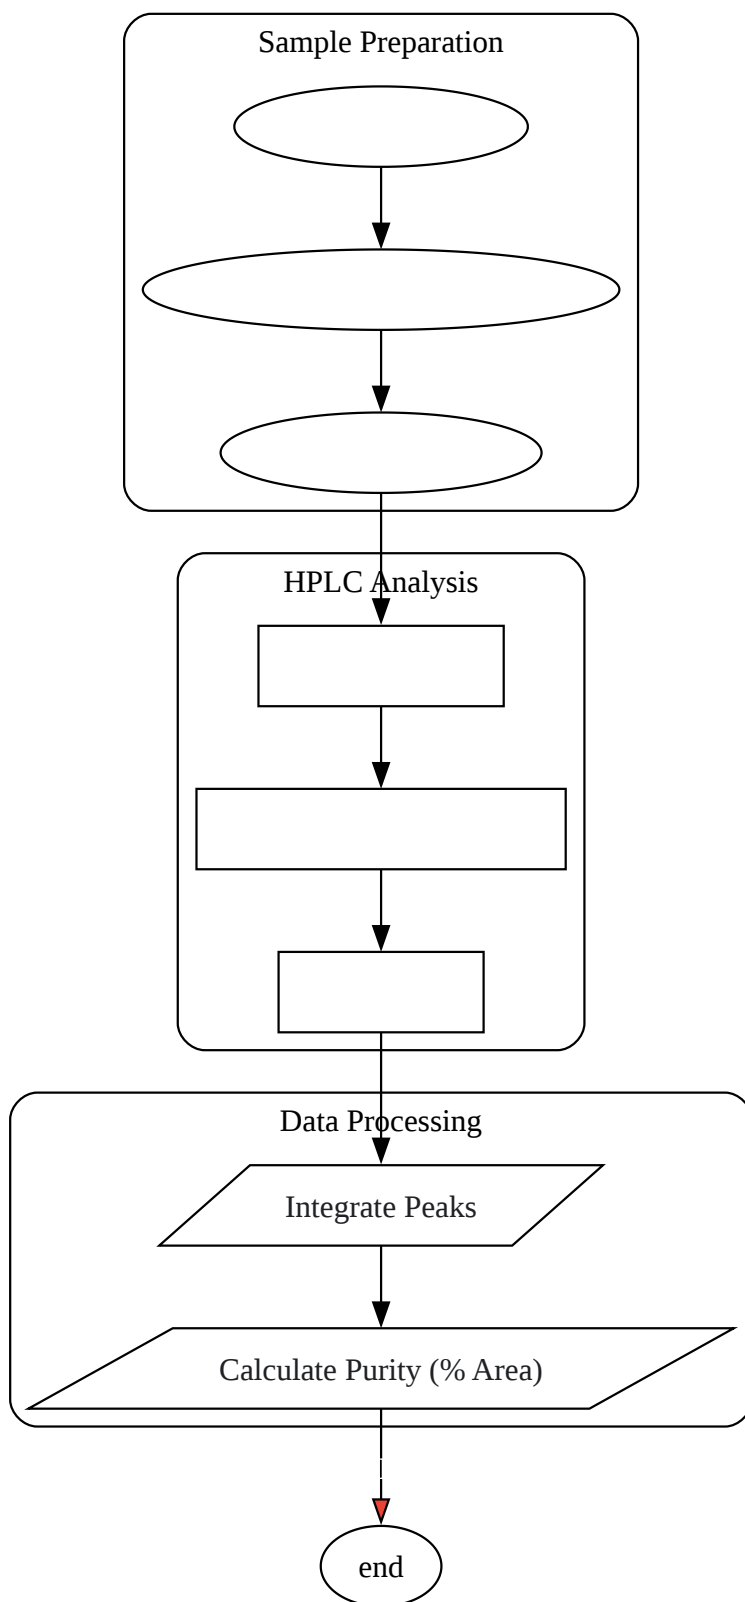 Sample Preparation
HPLC Analysis
Data Processing
Integrate Peaks
Calculate Purity (% Area)
end